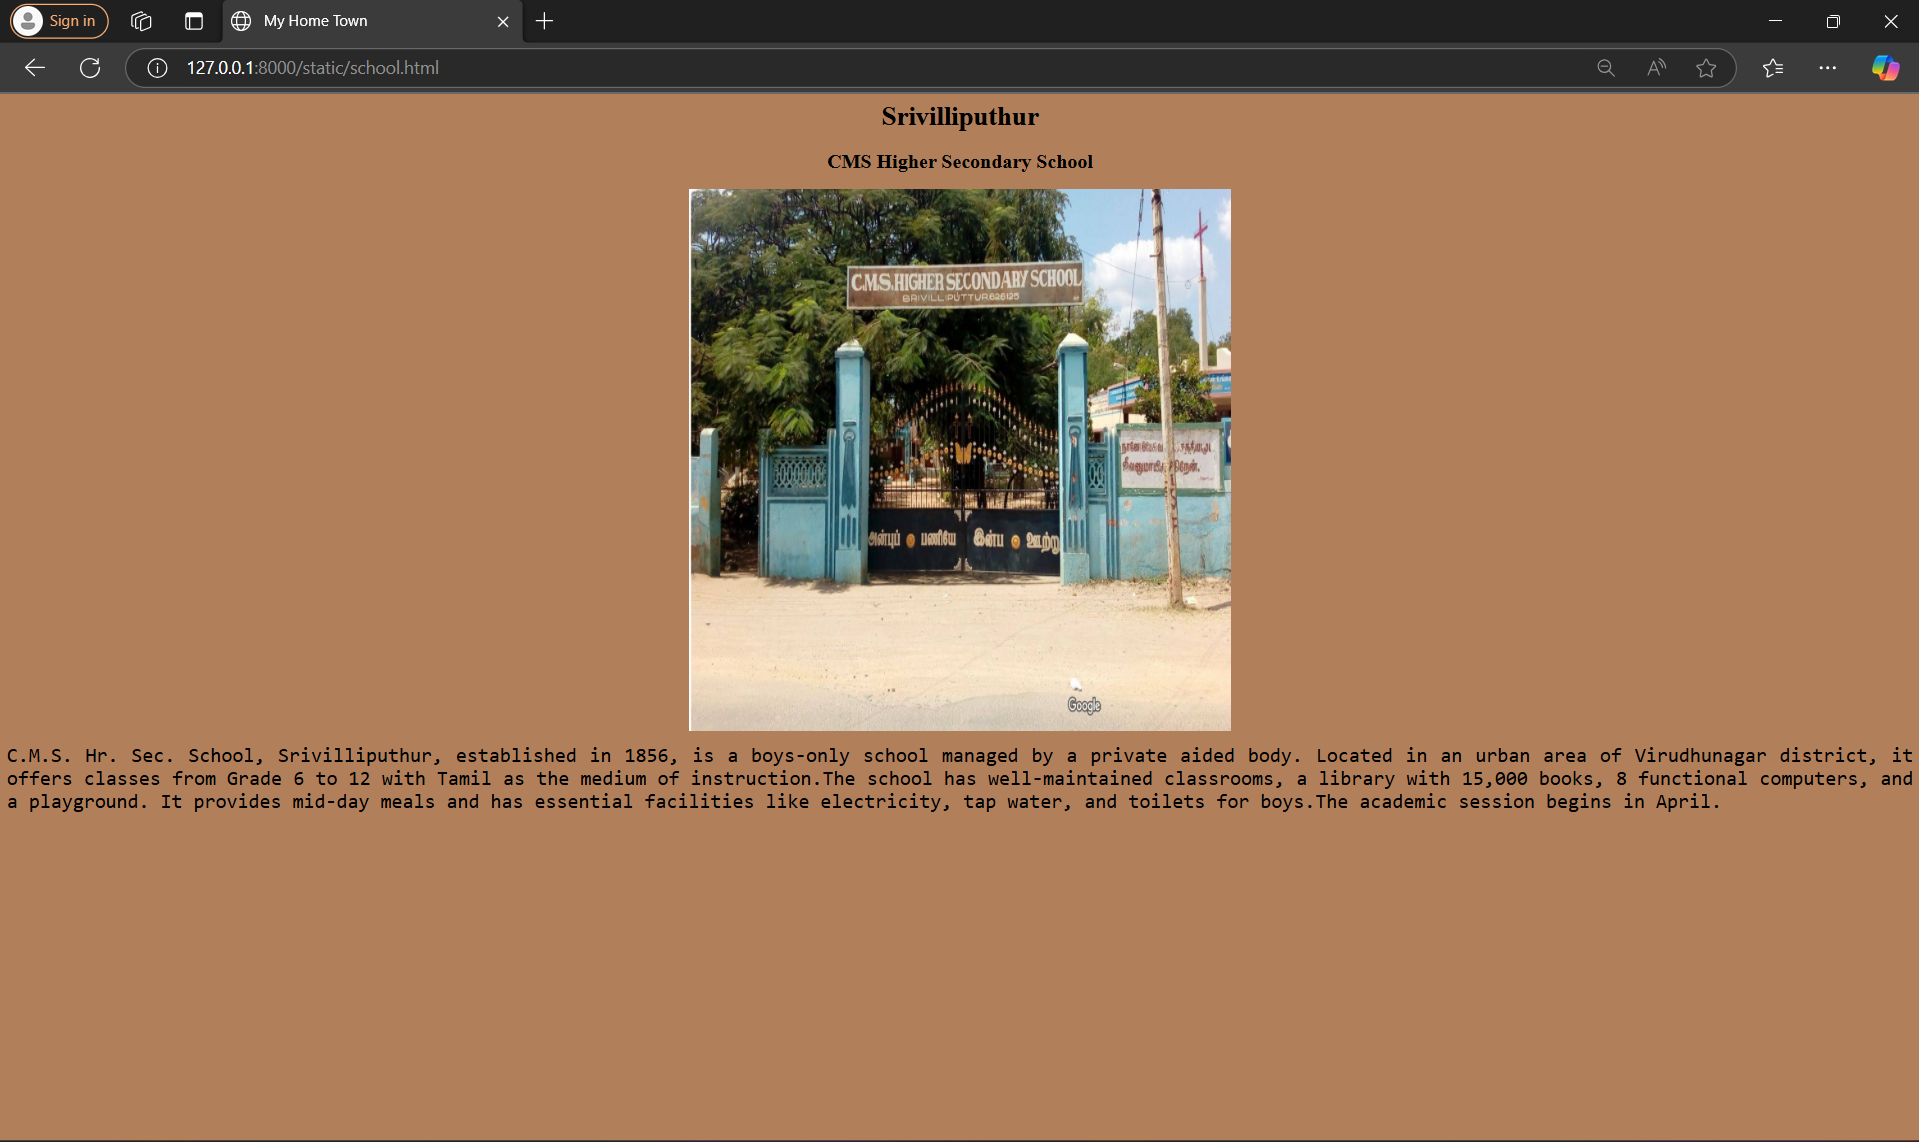 Sign in
My Home Town
127.0.0.1:8000/static/school.html
Srivilliputhur
CMS Higher Secondary School
C.M.S. HIGHER SECONDARY SCHOOL
SRIVILLIPUTTUR.626125
அன்புப் பணியே இன்ப ஊற்று
Google
C.M.S. Hr. Sec. School, Srivilliputhur, established in 1856, is a boys-only school managed by a private aided body. Located in an urban area of Virudhunagar district, it
offers classes from Grade 6 to 12 with Tamil as the medium of instruction.The school has well-maintained classrooms, a library with 15,000 books, 8 functional computers, and
a playground. It provides mid-day meals and has essential facilities like electricity, tap water, and toilets for boys.The academic session begins in April.